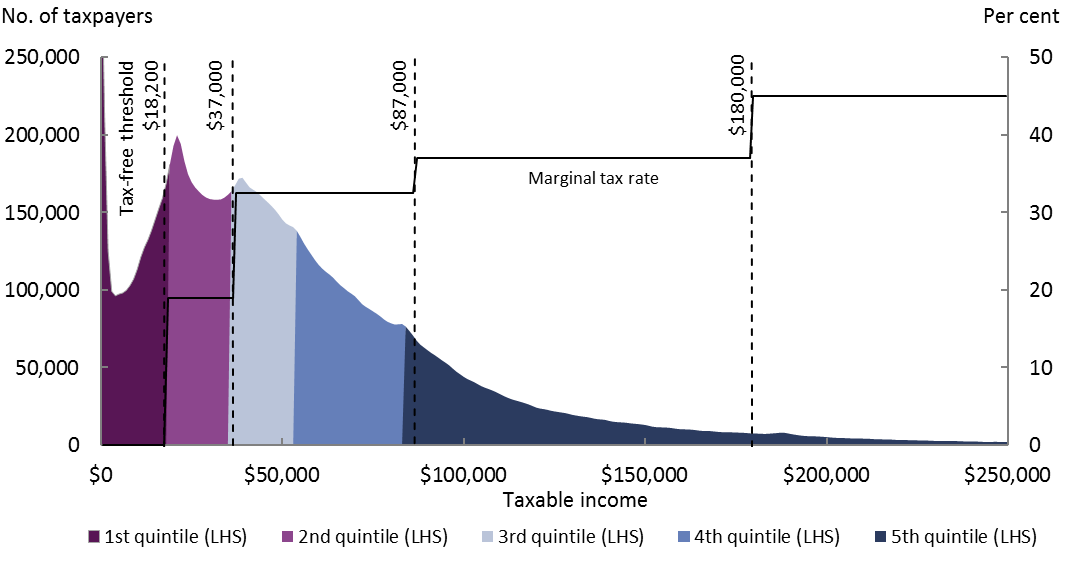 No. of taxpayers
Per cent
250,000
200,000
150,000
100,000
50,000
0
Tax-free threshold
$18,200
$37,000
$87,000
$180,000
Marginal tax rate
50
40
30
20
10
0
$0
$50,000
$100,000
$150,000
$200,000
$250,000
Taxable income
1st quintile (LHS)
2nd quintile (LHS)
3rd quintile (LHS)
4th quintile (LHS)
5th quintile (LHS)